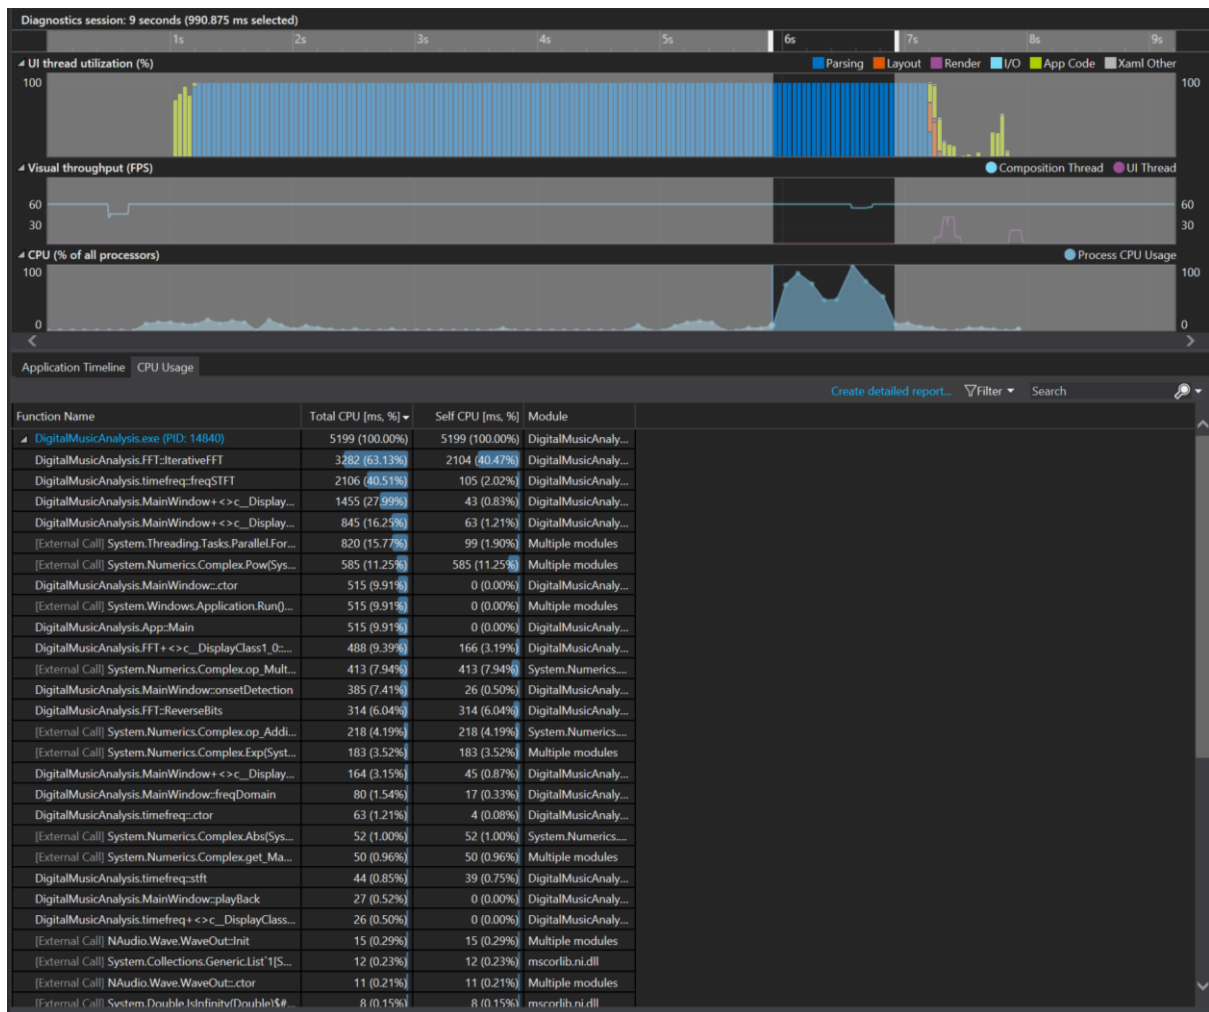 Diagnostics session: 9 seconds (990.875 ms selected)
1s 2s 3s 4s 5s 6s 7s 8s 9s
UI thread utilization (%) Parsing Layout Render I/O App Code Xaml Other
100 100
Visual throughput (FPS) Composition Thread UI Thread
60 60
30 30
CPU (% of all processors) Process CPU Usage
100 100
0 0
Application Timeline CPU Usage
Create detailed report... Filter Search
Function Name Total CPU [ms, %] Self CPU [ms, %] Module
DigitalMusicAnalysis.exe (PID: 14840) 5199 (100.00%) 5199 (100.00%) DigitalMusicAnaly...
DigitalMusicAnalysis.FFT::IterativeFFT 3282 (63.13%) 2104 (40.47%) DigitalMusicAnaly...
DigitalMusicAnalysis.timefreq::freqSTFT 2106 (40.51%) 105 (2.02%) DigitalMusicAnaly...
DigitalMusicAnalysis.MainWindow+<>c__Display... 1455 (27.99%) 43 (0.83%) DigitalMusicAnaly...
DigitalMusicAnalysis.MainWindow+<>c__Display... 845 (16.25%) 63 (1.21%) DigitalMusicAnaly...
[External Call] System.Threading.Tasks.Parallel.For... 820 (15.77%) 99 (1.90%) Multiple modules
[External Call] System.Numerics.Complex.Pow(Sys... 585 (11.25%) 585 (11.25%) Multiple modules
DigitalMusicAnalysis.MainWindow::.ctor 515 (9.91%) 0 (0.00%) DigitalMusicAnaly...
[External Call] System.Windows.Application.Run()... 515 (9.91%) 0 (0.00%) Multiple modules
DigitalMusicAnalysis.App::Main 515 (9.91%) 0 (0.00%) DigitalMusicAnaly...
DigitalMusicAnalysis.FFT+<>c__DisplayClass1_0::... 488 (9.39%) 166 (3.19%) DigitalMusicAnaly...
[External Call] System.Numerics.Complex.op_Mult... 413 (7.94%) 413 (7.94%) System.Numerics....
DigitalMusicAnalysis.MainWindow::onsetDetection 385 (7.41%) 26 (0.50%) DigitalMusicAnaly...
DigitalMusicAnalysis.FFT::ReverseBits 314 (6.04%) 314 (6.04%) DigitalMusicAnaly...
[External Call] System.Numerics.Complex.op_Addi... 218 (4.19%) 218 (4.19%) System.Numerics....
[External Call] System.Numerics.Complex.Exp(Syst... 183 (3.52%) 183 (3.52%) Multiple modules
DigitalMusicAnalysis.MainWindow+<>c__Display... 164 (3.15%) 45 (0.87%) DigitalMusicAnaly...
DigitalMusicAnalysis.MainWindow::freqDomain 80 (1.54%) 17 (0.33%) DigitalMusicAnaly...
DigitalMusicAnalysis.timefreq::.ctor 63 (1.21%) 4 (0.08%) DigitalMusicAnaly...
[External Call] System.Numerics.Complex.Abs(Sys... 52 (1.00%) 52 (1.00%) System.Numerics....
[External Call] System.Numerics.Complex.get_Ma... 50 (0.96%) 50 (0.96%) Multiple modules
DigitalMusicAnalysis.timefreq::stft 44 (0.85%) 39 (0.75%) DigitalMusicAnaly...
DigitalMusicAnalysis.MainWindow::playBack 27 (0.52%) 0 (0.00%) DigitalMusicAnaly...
DigitalMusicAnalysis.timefreq+<>c__DisplayClass... 26 (0.50%) 0 (0.00%) DigitalMusicAnaly...
[External Call] NAudio.Wave.WaveOut::Init 15 (0.29%) 15 (0.29%) Multiple modules
[External Call] System.Collections.Generic.List`1[S... 12 (0.23%) 12 (0.23%) mscorlib.ni.dll
[External Call] NAudio.Wave.WaveOut::.ctor 11 (0.21%) 11 (0.21%) Multiple modules
[External Call] System.Double.IsInfinity(Double)$#... 8 (0.15%) 8 (0.15%) mscorlib.ni.dll